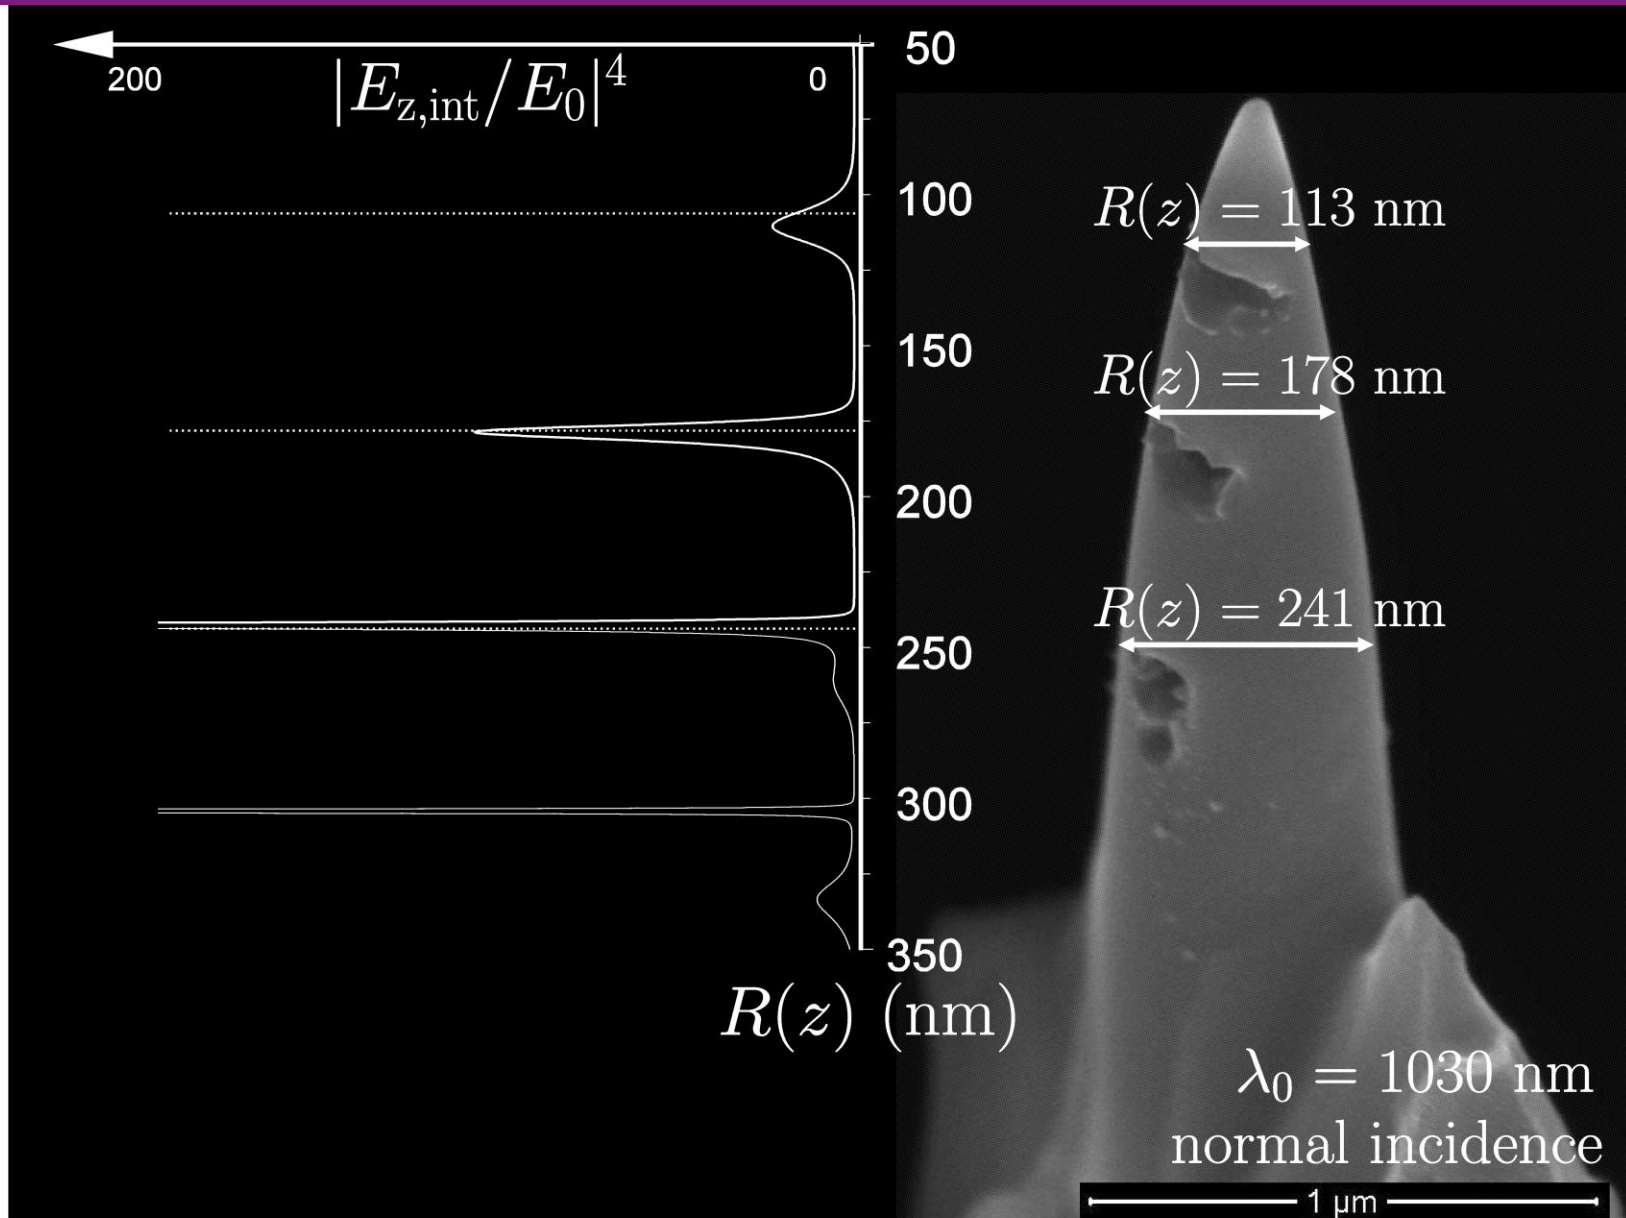 200
|E_z,int/E_0|^4
0
50
100
150
200
250
300
350
R(z) (nm)
R(z) = 113 nm
R(z) = 178 nm
R(z) = 241 nm
λ_0 = 1030 nm
normal incidence
1 μm